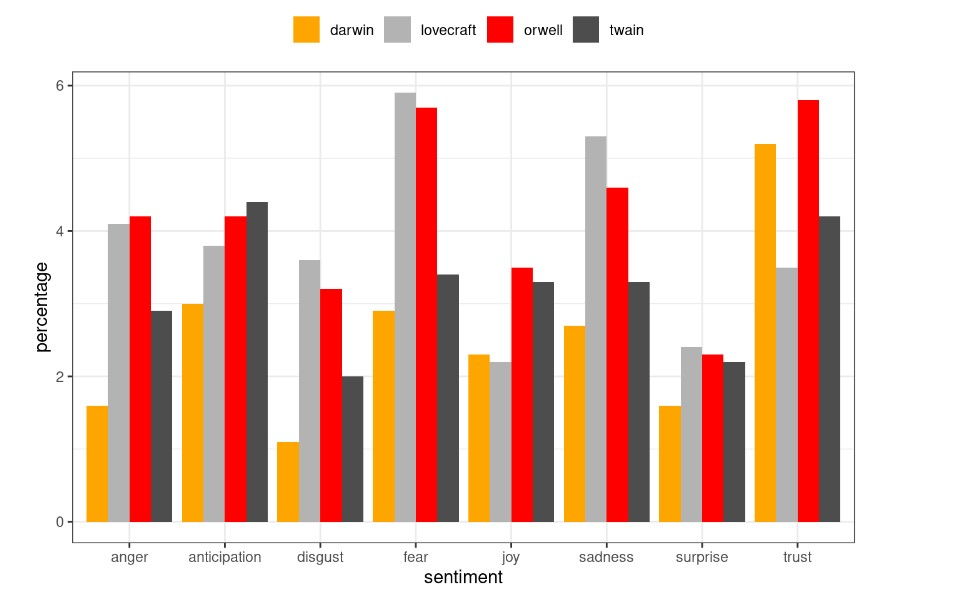 darwin lovecraft orwell twain
6
4
2
0
percentage
anger anticipation disgust fear joy sadness surprise trust
sentiment